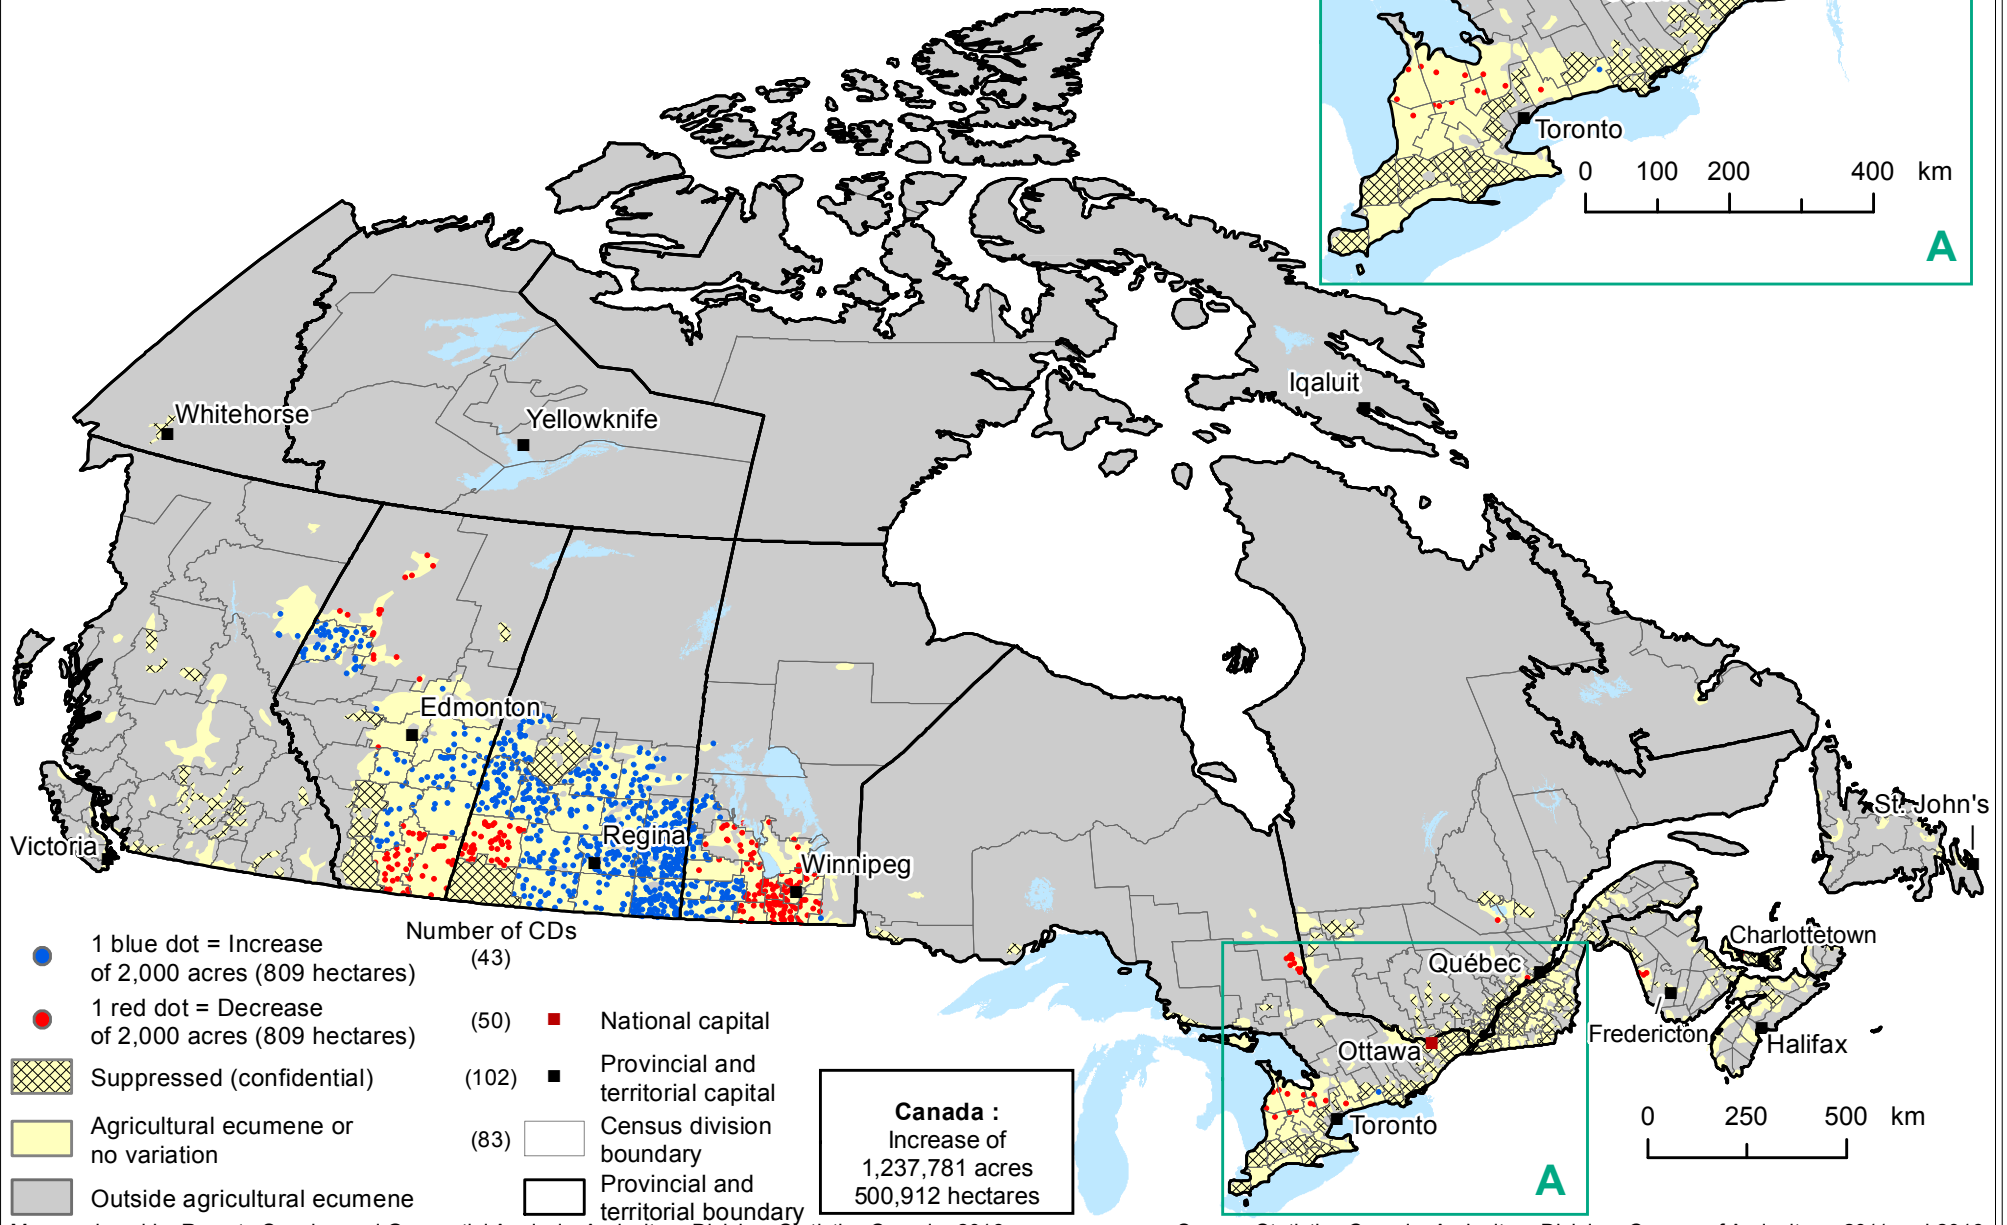 Toronto
0 100 200 400 km
A
Iqaluit
Whitehorse
Yellowknife
Edmonton
Regina
Winnipeg
Victoria
St. John's
Charlottetown
Québec
Fredericton
Halifax
Ottawa
Toronto
0 250 500 km
A
Number of CDs
1 blue dot = Increase
of 2,000 acres (809 hectares)
(43)
1 red dot = Decrease
of 2,000 acres (809 hectares)
(50)
Suppressed (confidential)
(102)
Agricultural ecumene or
no variation
(83)
Outside agricultural ecumene
National capital
Provincial and
territorial capital
Census division
boundary
Provincial and
territorial boundary
Canada :
Increase of
1,237,781 acres
500,912 hectares